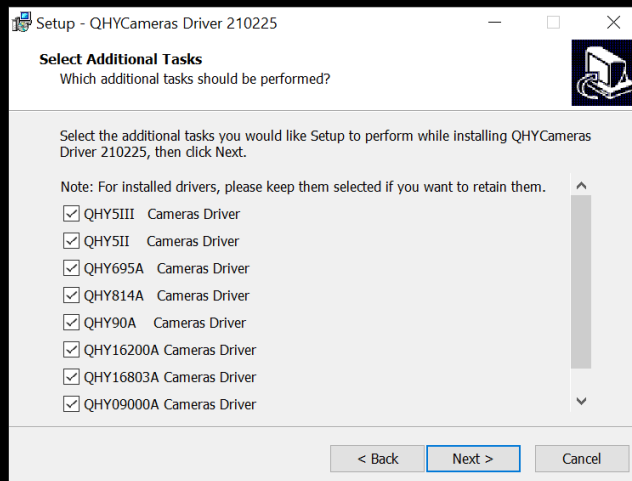 Setup - QHYCameras Driver 210225
Select Additional Tasks
Which additional tasks should be performed?
Select the additional tasks you would like Setup to perform while installing QHYCameras
Driver 210225, then click Next.
Note: For installed drivers, please keep them selected if you want to retain them.
QHY5III Cameras Driver
QHY5II Cameras Driver
QHY695A Cameras Driver
QHY814A Cameras Driver
QHY90A Cameras Driver
QHY16200A Cameras Driver
QHY16803A Cameras Driver
QHY09000A Cameras Driver
< Back Next > Cancel